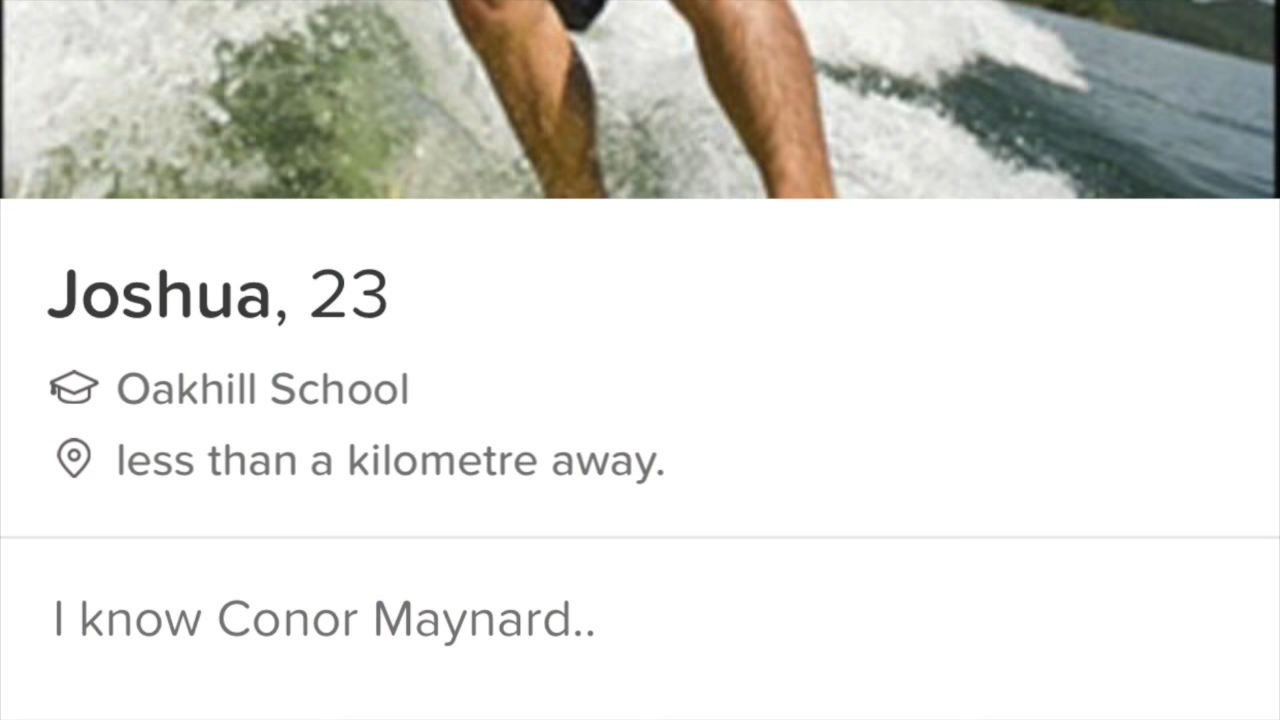 Joshua, 23
Oakhill School
less than a kilometre away.
I know Conor Maynard..